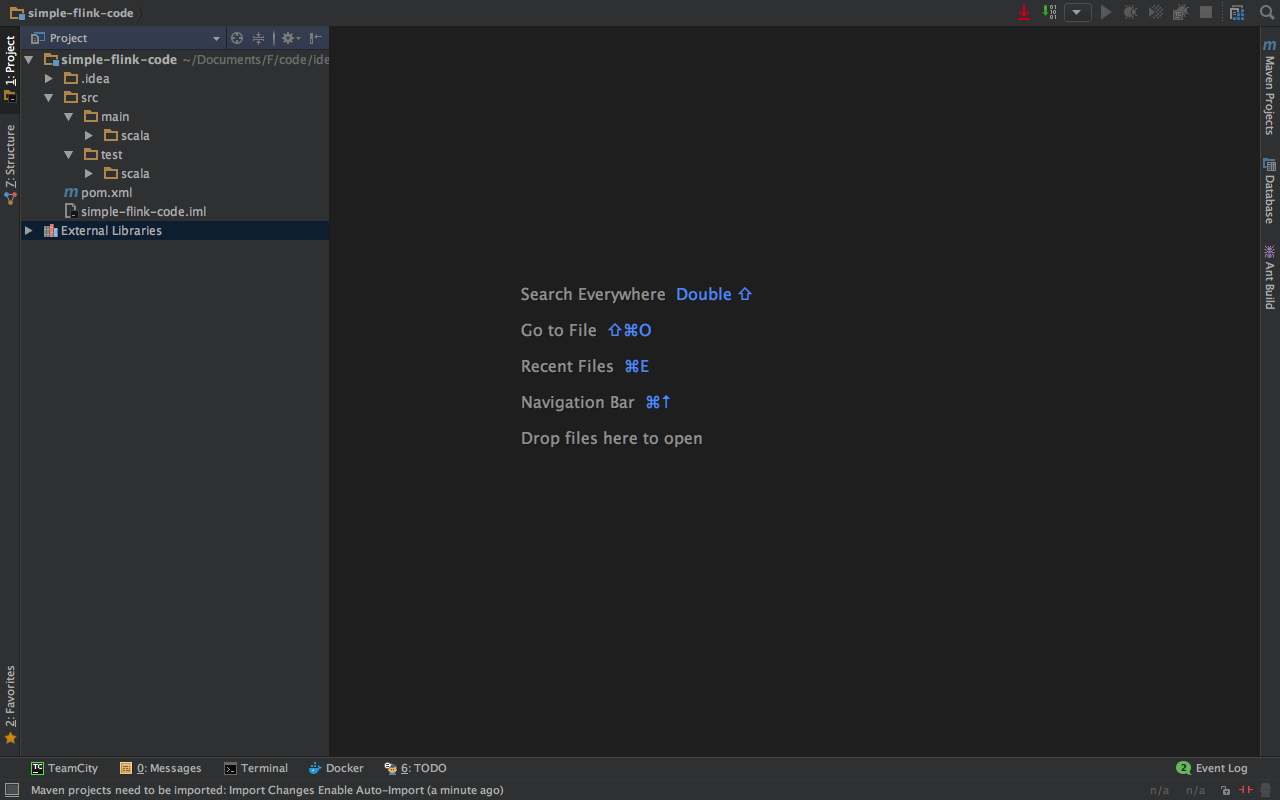 simple-flink-code
Project
simple-flink-code ~/Documents/F/code/ide
.idea
src
main
scala
test
scala
pom.xml
simple-flink-code.iml
External Libraries
1: Project
Z: Structure
2: Favorites
Search Everywhere Double ⇧
Go to File ⇧⌘O
Recent Files ⌘E
Navigation Bar ⌘↑
Drop files here to open
m
Maven Projects
Database
Ant Build
TC TeamCity
0: Messages
Terminal
Docker
6: TODO
2 Event Log
Maven projects need to be imported: Import Changes Enable Auto-Import (a minute ago)
n/a n/a